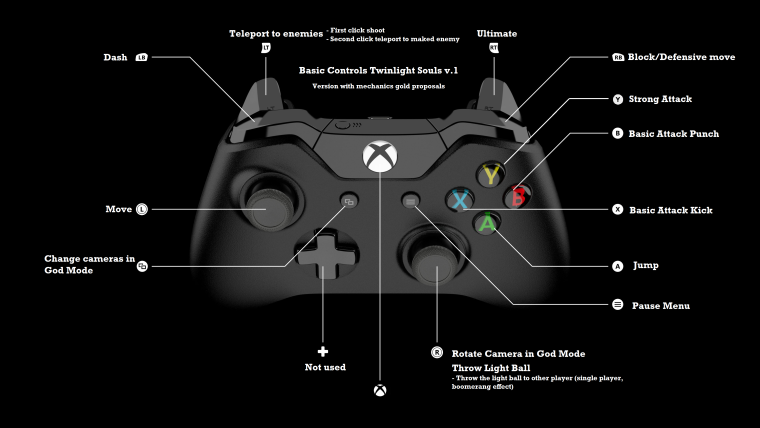 Teleport to enemies
- First click shoot
- Second click teleport to maked enemy
LT
Ultimate
RT
Dash LB
RB Block/Defensive move
Basic Controls Twinlight Souls v.1
Version with mechanics gold proposals
Y Strong Attack
B Basic Attack Punch
Y
X B
A
Move L
X Basic Attack Kick
Change cameras in
God Mode
A Jump
Pause Menu
Not used
R Rotate Camera in God Mode
Throw Light Ball
- Throw the light ball to other player (single player,
boomerang effect)